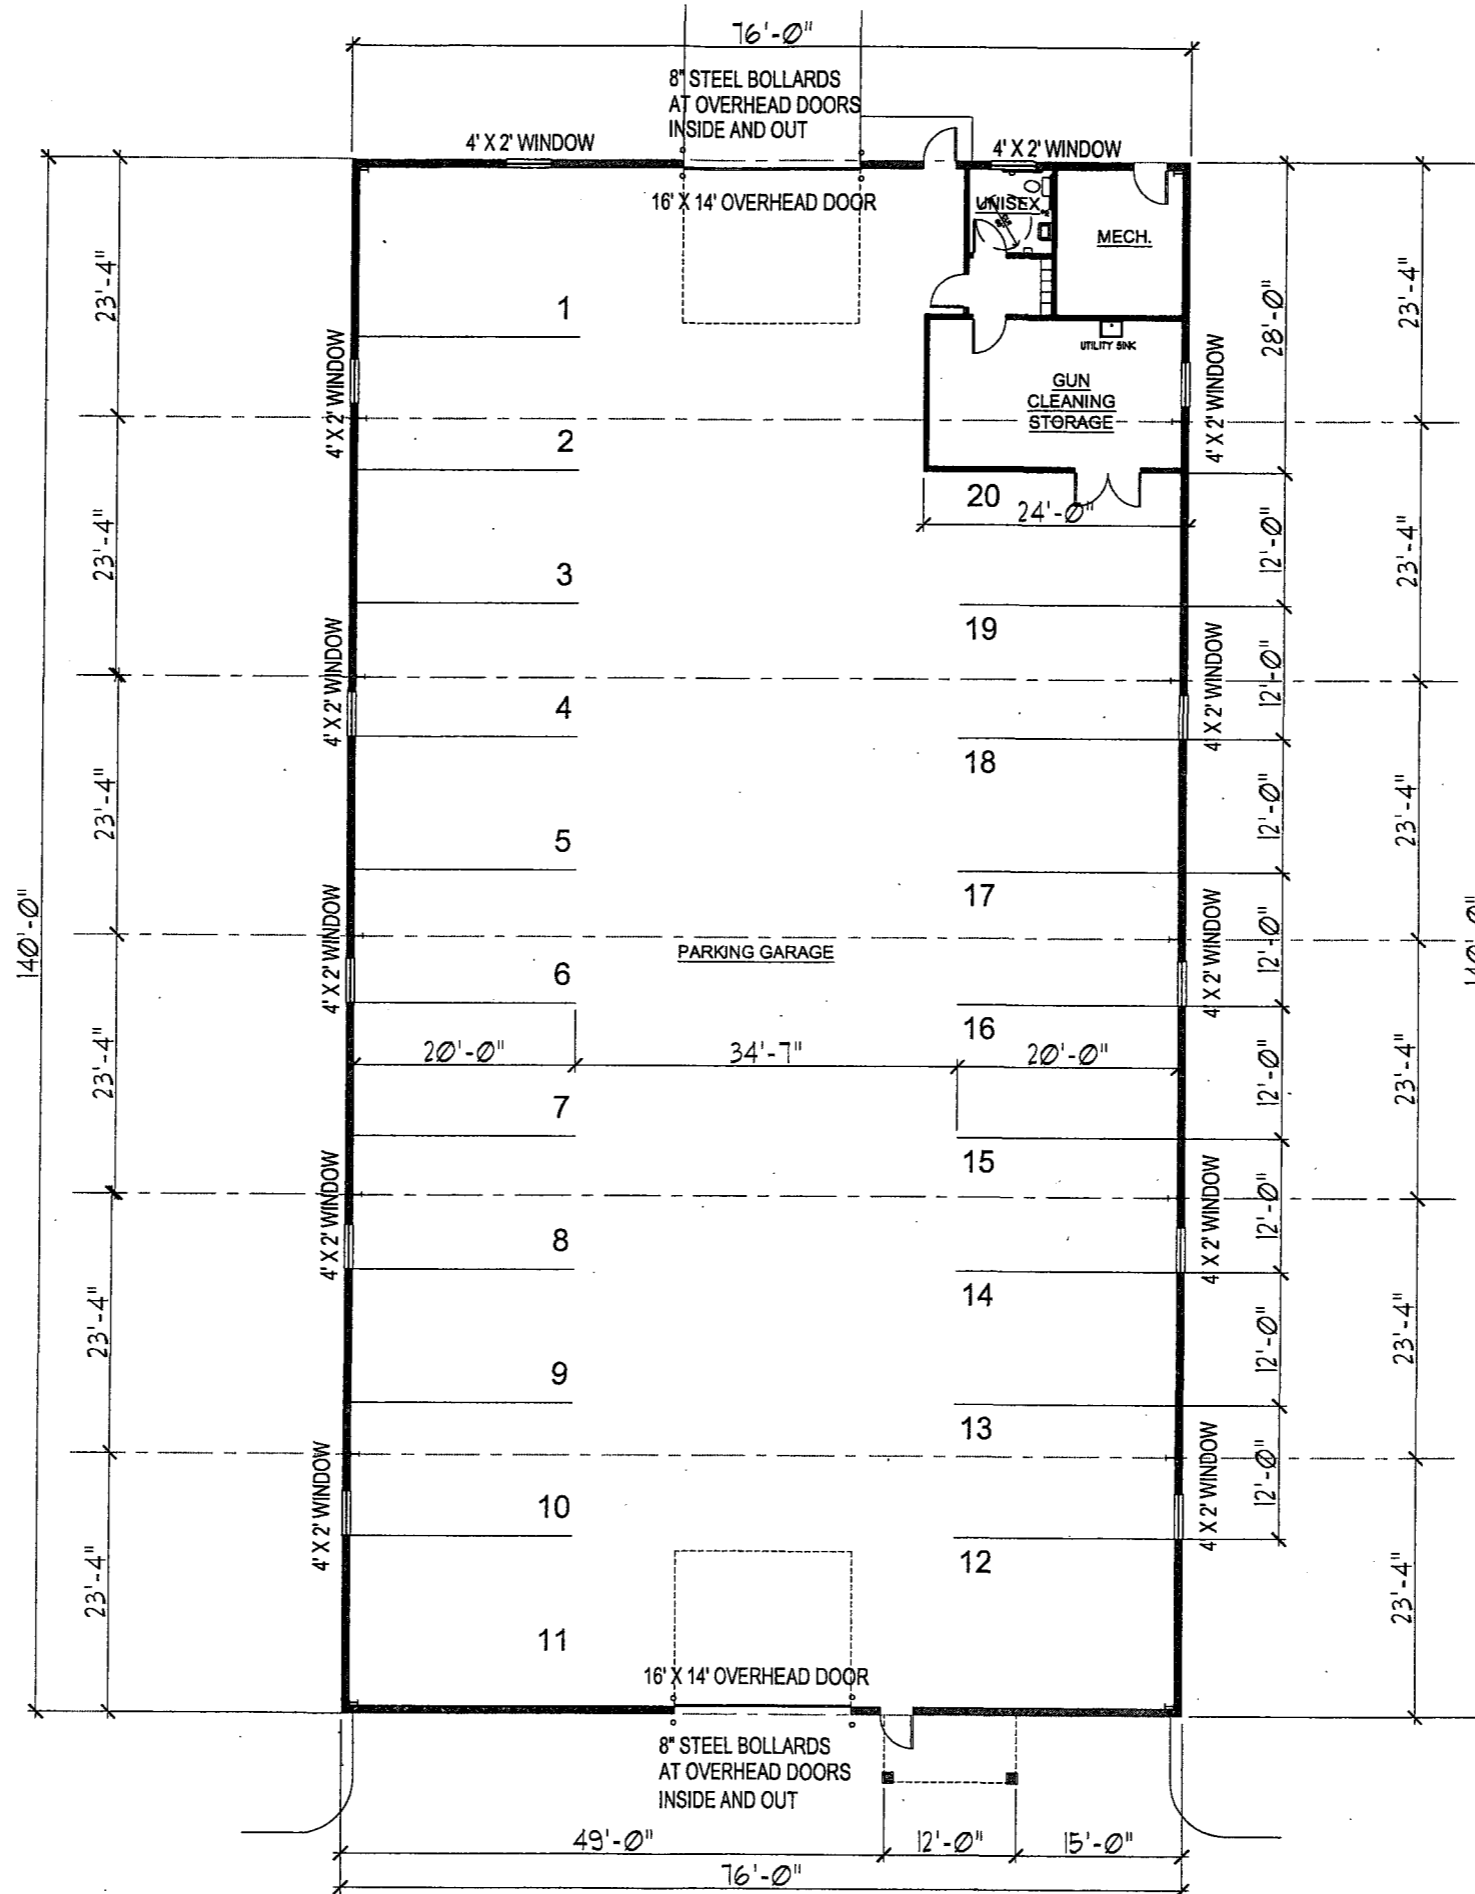 76'-0"
8" STEEL BOLLARDS
AT OVERHEAD DOORS
INSIDE AND OUT
4' X 2' WINDOW
4' X 2' WINDOW
16' X 14' OVERHEAD DOOR
UNISEX
MECH.
23'-4"
1
28'-0"
23'-4"
UTILITY SINK
4' X 2' WINDOW
GUN
CLEANING
STORAGE
4' X 2' WINDOW
2
20
24'-0"
23'-4"
3
12'-0"
23'-4"
19
4' X 2' WINDOW
4
12'-0"
4' X 2' WINDOW
18
23'-4"
5
12'-0"
23'-4"
17
140'-0"
4' X 2' WINDOW
PARKING GARAGE
6
12'-0"
4' X 2' WINDOW
140'-0"
16
23'-4"
20'-0"
34'-7"
20'-0"
12'-0"
23'-4"
7
15
4' X 2' WINDOW
8
12'-0"
4' X 2' WINDOW
14
23'-4"
9
12'-0"
23'-4"
13
4' X 2' WINDOW
10
12'-0"
4' X 2' WINDOW
12
23'-4"
11
23'-4"
16' X 14' OVERHEAD DOOR
8" STEEL BOLLARDS
AT OVERHEAD DOORS
INSIDE AND OUT
49'-0"
12'-0"
15'-0"
76'-0"